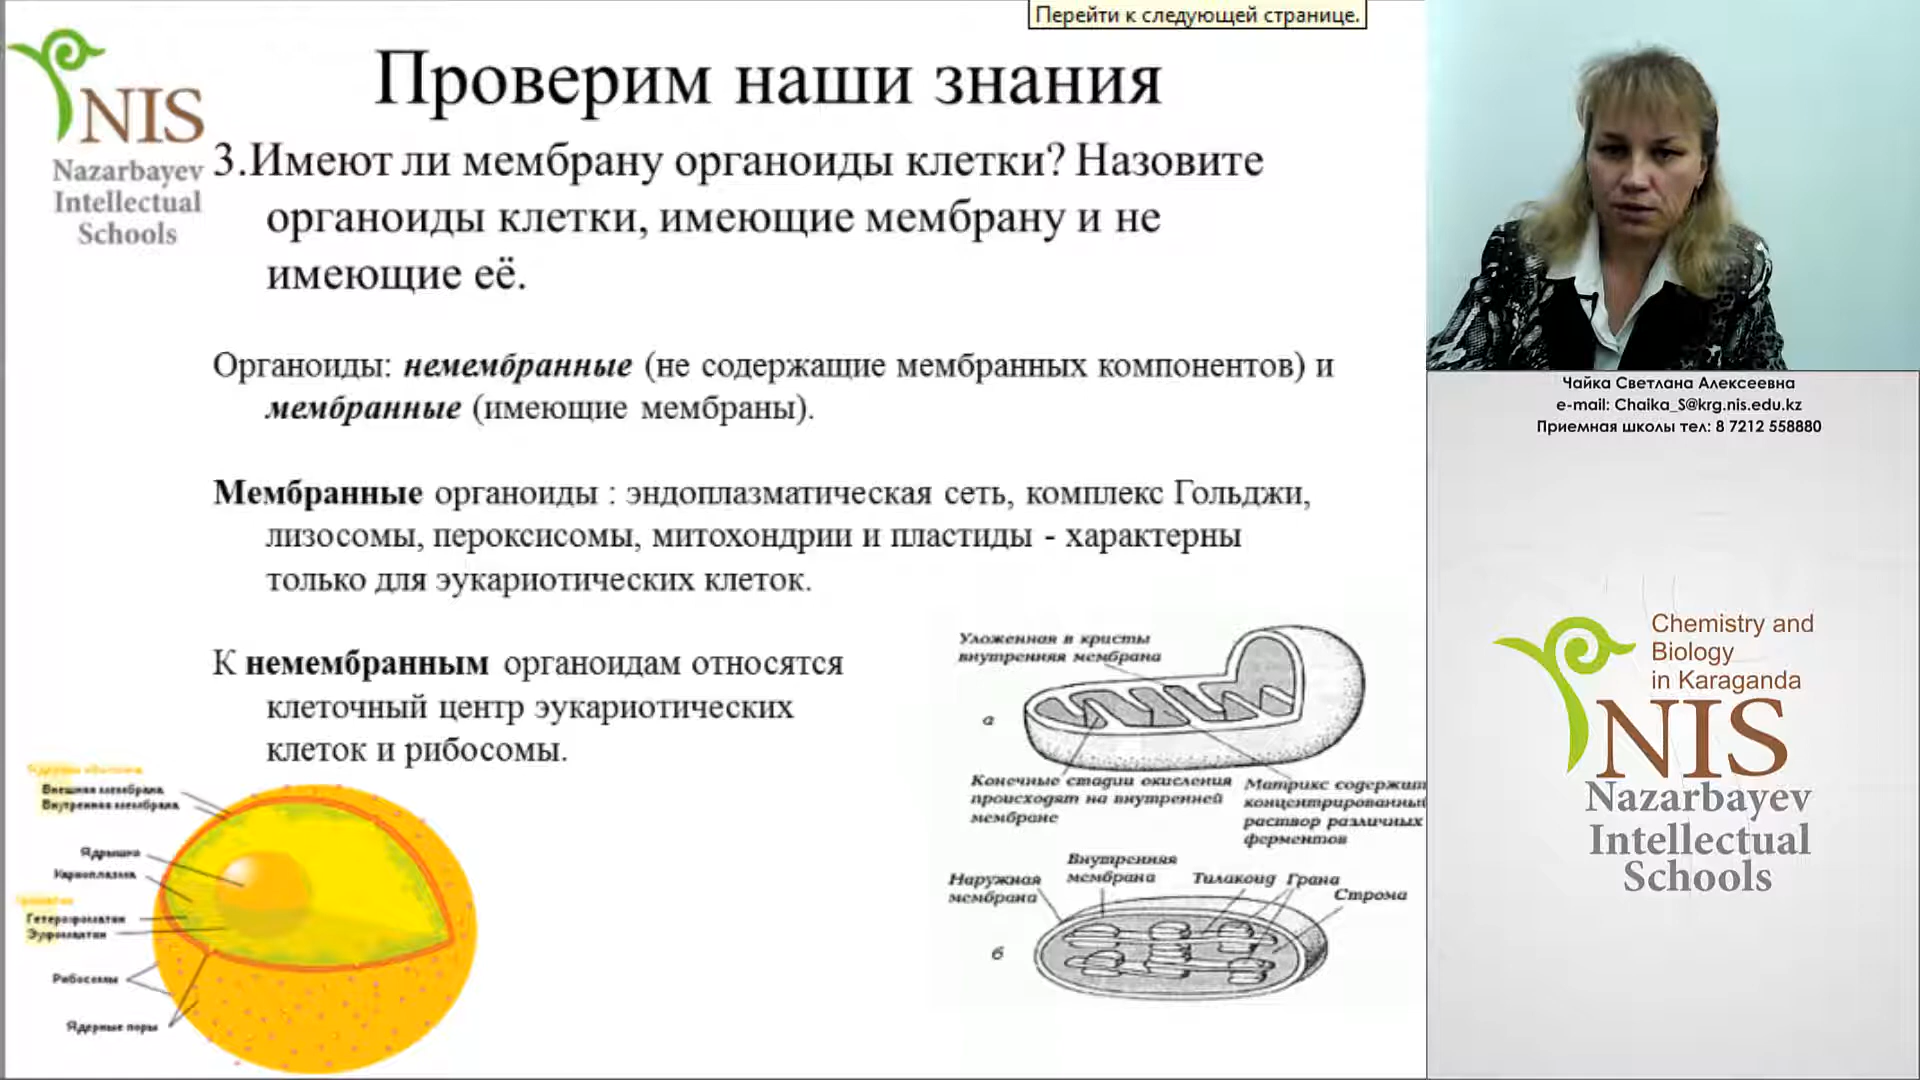 Перейти к следующей странице.
NIS
Nazarbayev
Intellectual
Schools
Проверим наши знания
3.Имеют ли мембрану органоиды клетки? Назовите
органоиды клетки, имеющие мембрану и не
имеющие её.
Органоиды: немембранные (не содержащие мембранных компонентов) и
мембранные (имеющие мембраны).
Мембранные органоиды : эндоплазматическая сеть, комплекс Гольджи,
лизосомы, пероксисомы, митохондрии и пластиды - характерны
только для эукариотических клеток.
К немембранным органоидам относятся
клеточный центр эукариотических
клеток и рибосомы.
Внешняя мембрана
Внутренняя мембрана
Ядрышко
Кариоплазма
Гетерохроматин
Эухроматин
Рибосомы
Ядерные поры
Уложенная в кристы
внутренняя мембрана
а
Конечные стадии окисления
происходят на внутренней
мембране
Матрикс содержит
концентрированный
раствор различных
ферментов
Внутренняя
мембрана
Наружная
мембрана
Тилакоид
Грана
Строма
б
Чайка Светлана Алексеевна
e-mail: Chaika_S@krg.nis.edu.kz
Приемная школы тел: 8 7212 558880
Chemistry and
Biology
in Karaganda
NIS
Nazarbayev
Intellectual
Schools